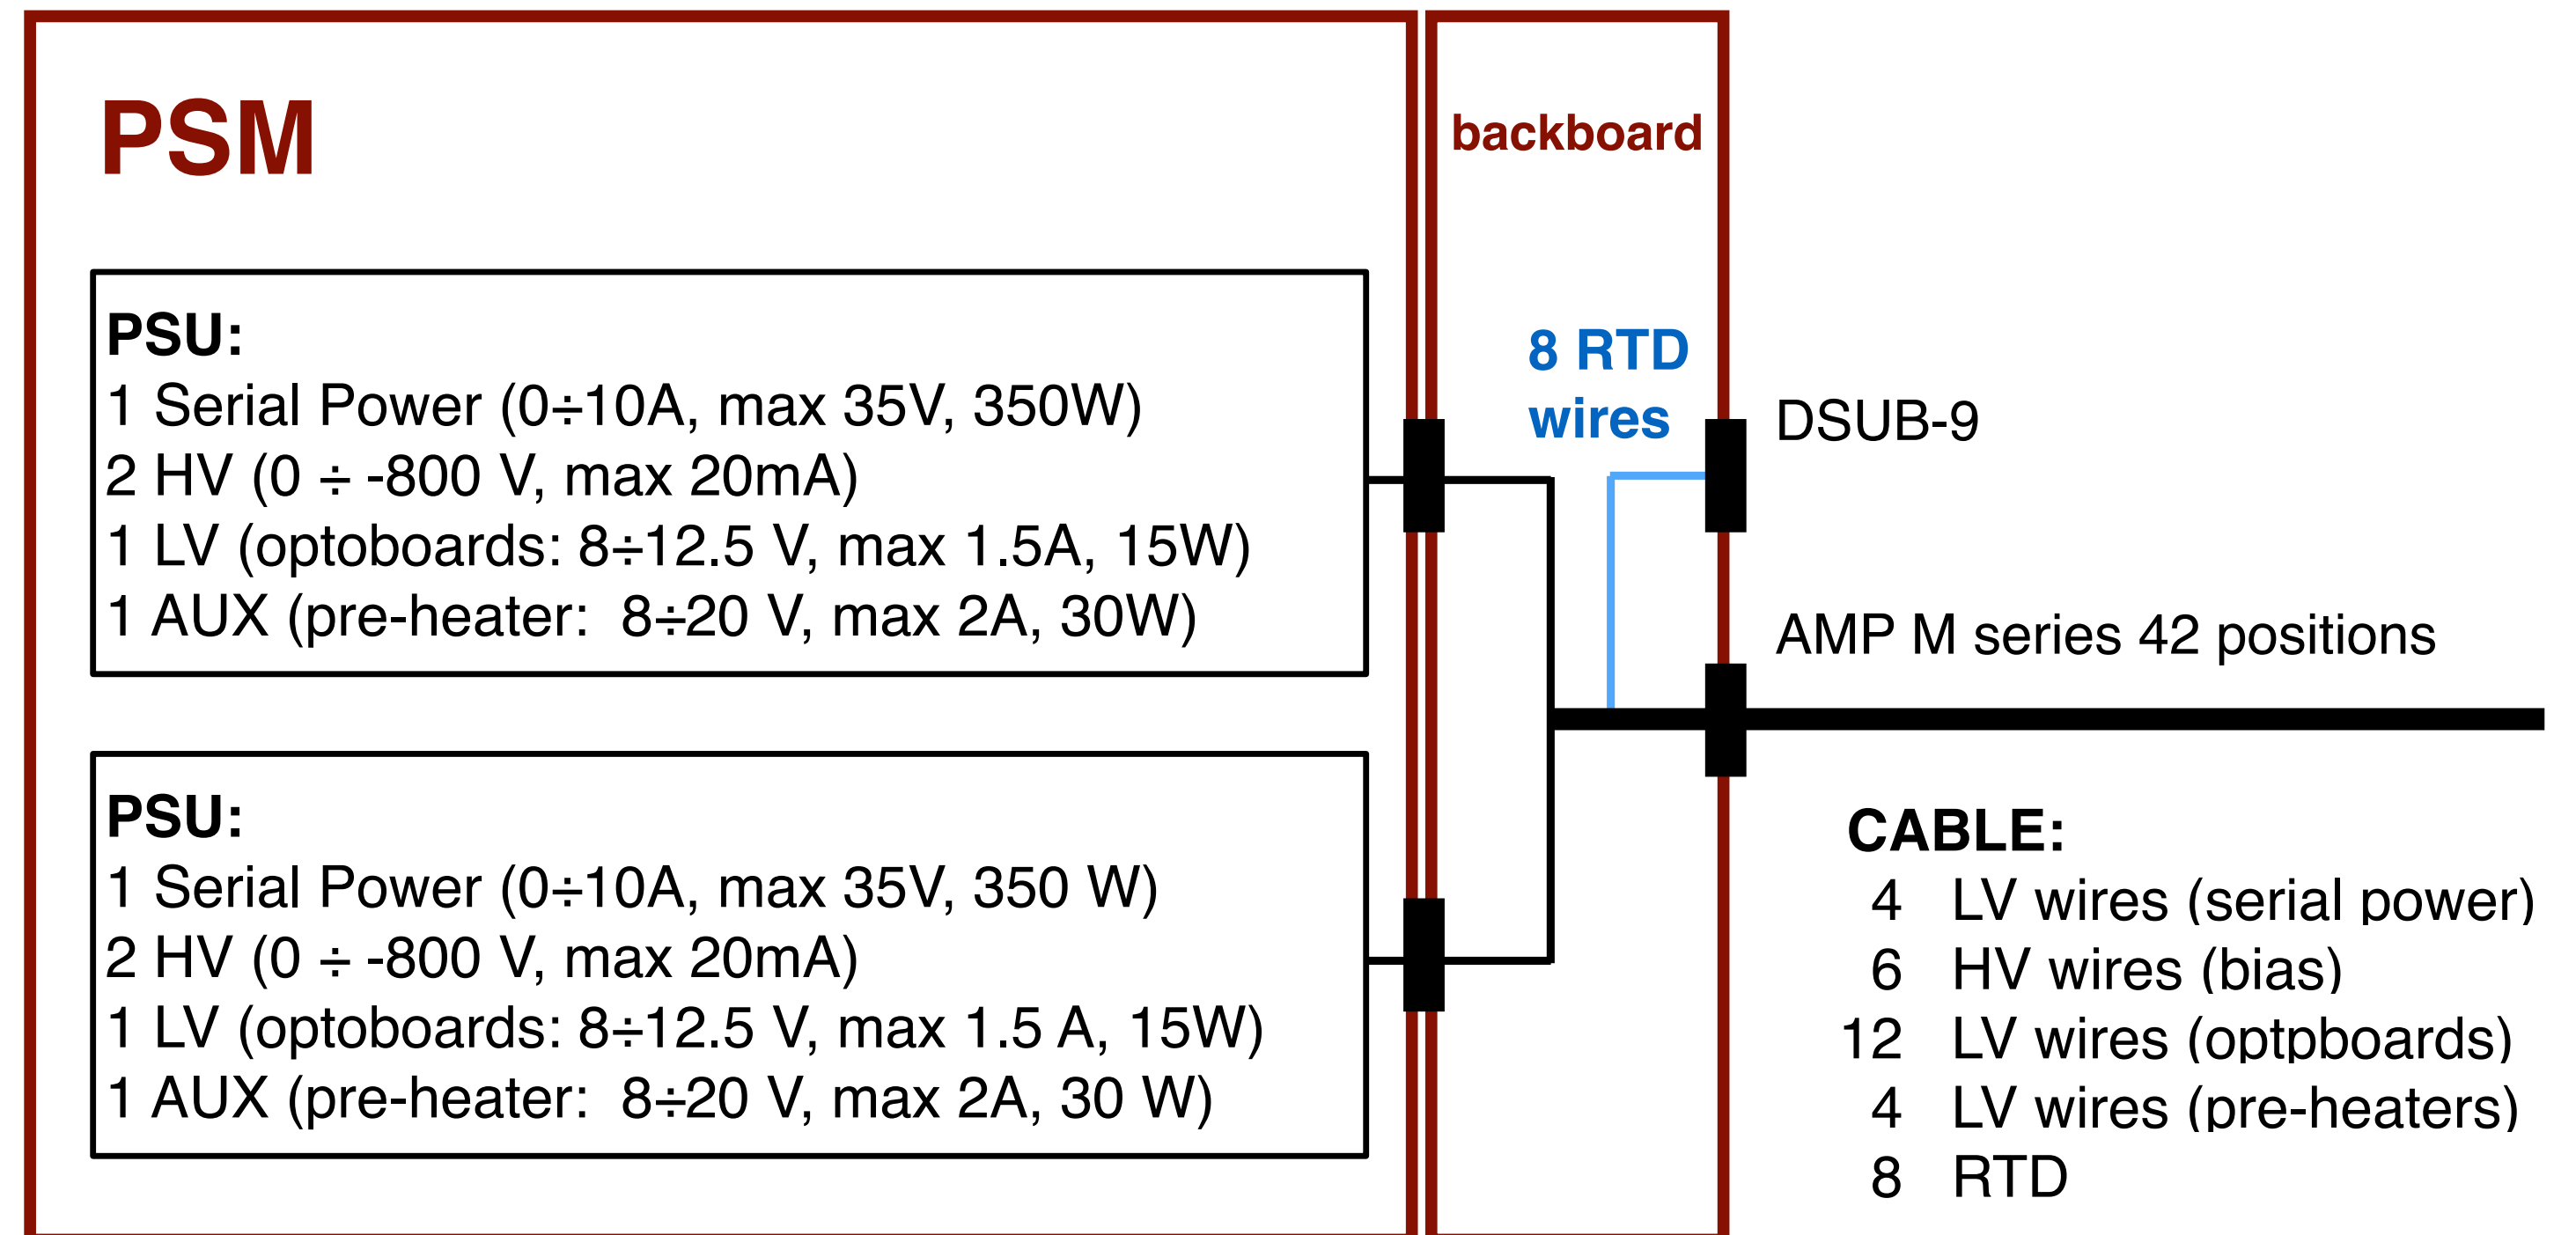 PSM
backboard
PSU:
1 Serial Power (0÷10A, max 35V, 350W)
2 HV (0 ÷ -800 V, max 20mA)
1 LV (optoboards: 8÷12.5 V, max 1.5A, 15W)
1 AUX (pre-heater:  8÷20 V, max 2A, 30W)
8 RTD
wires
DSUB-9
AMP M series 42 positions
PSU:
1 Serial Power (0÷10A, max 35V, 350 W)
2 HV (0 ÷ -800 V, max 20mA)
1 LV (optoboards: 8÷12.5 V, max 1.5 A, 15W)
1 AUX (pre-heater:  8÷20 V, max 2A, 30 W)
CABLE:
4 LV wires (serial power)
6 HV wires (bias)
12 LV wires (optpboards)
4 LV wires (pre-heaters)
8 RTD